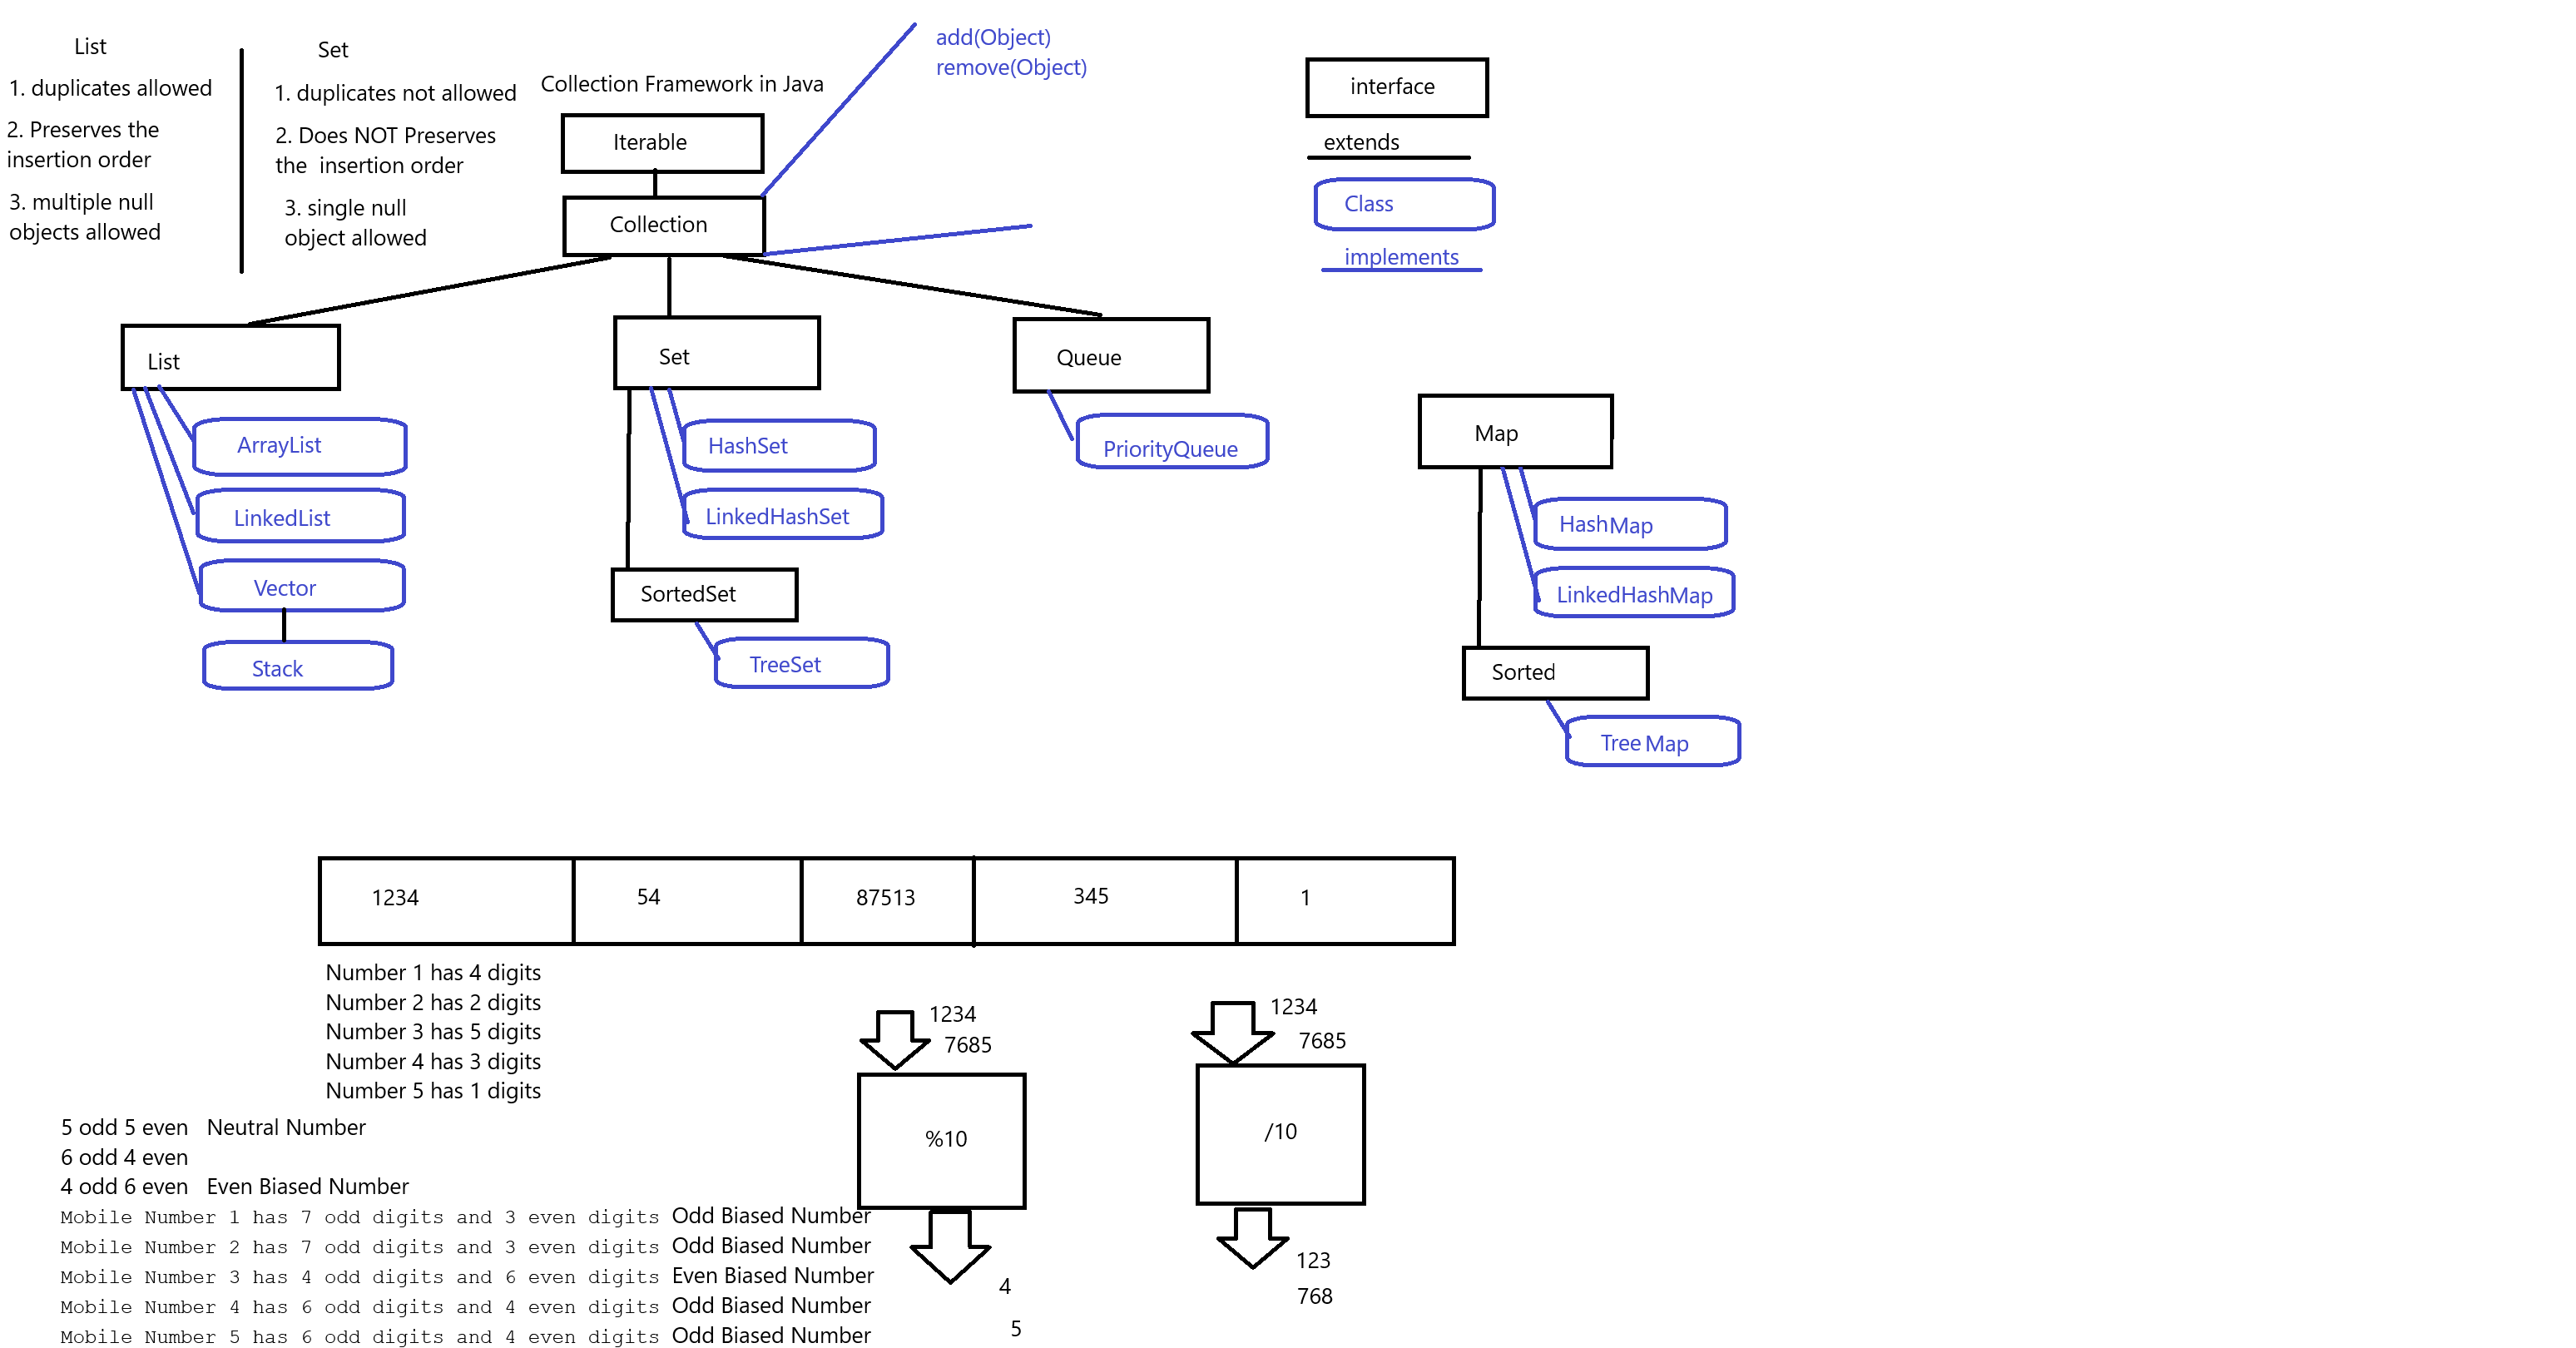 List
1. duplicates allowed
2. Preserves the
insertion order
3. multiple null
objects allowed
Set
1. duplicates not allowed
2. Does NOT Preserves
the  insertion order
3. single null
object allowed
Collection Framework in Java
Iterable
Collection
add(Object)
remove(Object)
interface
extends
Class
implements
List
ArrayList
LinkedList
Vector
Stack
Set
HashSet
LinkedHashSet
SortedSet
TreeSet
Queue
PriorityQueue
Map
HashMap
LinkedHashMap
Sorted
Tree Map
1234 54 87513 345 1
Number 1 has 4 digits
Number 2 has 2 digits
Number 3 has 5 digits
Number 4 has 3 digits
Number 5 has 1 digits
1234
7685
%10
4
5
1234
7685
/10
123
768
5 odd 5 even Neutral Number
6 odd 4 even
4 odd 6 even Even Biased Number
Mobile Number 1 has 7 odd digits and 3 even digits Odd Biased Number
Mobile Number 2 has 7 odd digits and 3 even digits Odd Biased Number
Mobile Number 3 has 4 odd digits and 6 even digits Even Biased Number
Mobile Number 4 has 6 odd digits and 4 even digits Odd Biased Number
Mobile Number 5 has 6 odd digits and 4 even digits Odd Biased Number